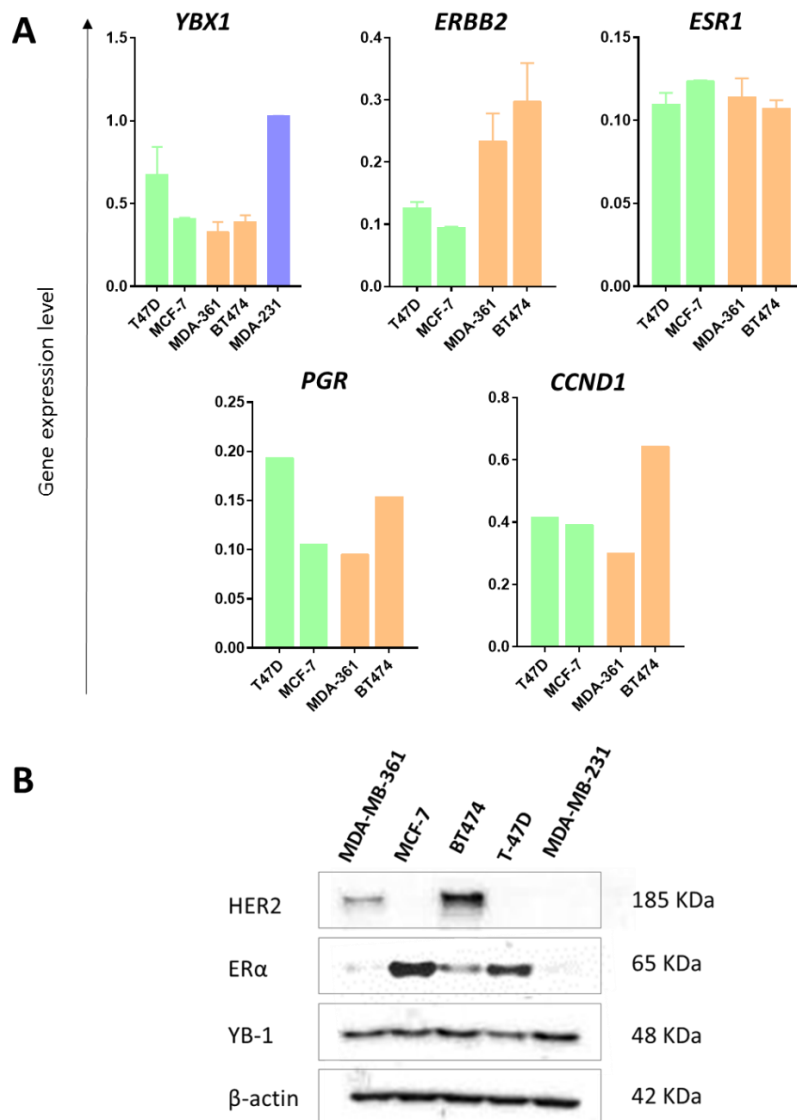 A
Gene expression level
YBX1
1.5
1.0
0.5
0.0
T47D
MCF-7
MDA-361
BT474
MDA-231
ERBB2
0.4
0.3
0.2
0.1
0.0
T47D
MCF-7
MDA-361
BT474
ESR1
0.15
0.10
0.05
0.00
T47D
MCF-7
MDA-361
BT474
PGR
0.25
0.20
0.15
0.10
0.05
0.00
T47D
MCF-7
MDA-361
BT474
CCND1
0.8
0.6
0.4
0.2
0.0
T47D
MCF-7
MDA-361
BT474
B
MDA-MB-361
MCF-7
BT474
T-47D
MDA-MB-231
HER2 185 KDa
ERα 65 KDa
YB-1 48 KDa
β-actin 42 KDa